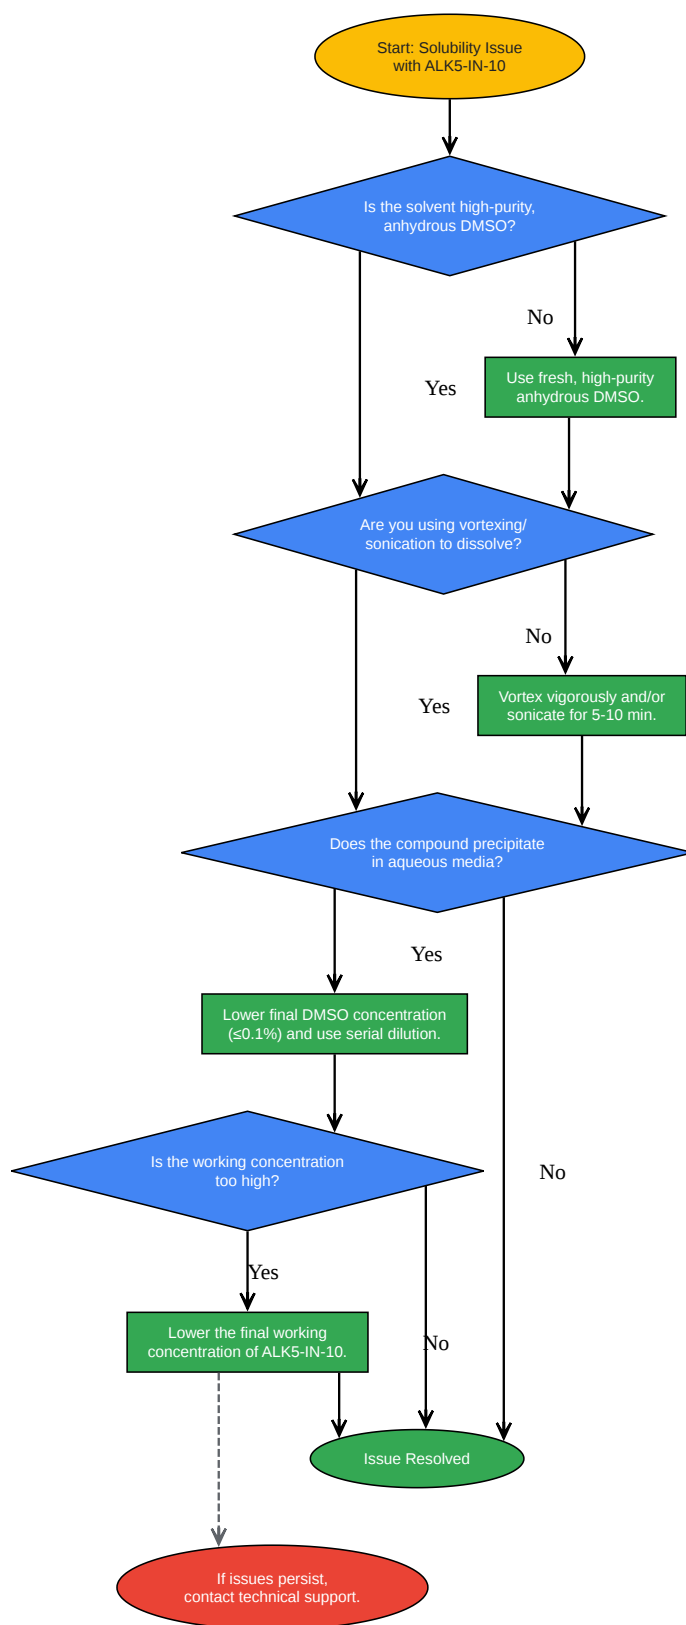 Start: Solubility Issue
with ALK5-IN-10
Is the solvent high-purity,
anhydrous DMSO?
No
Yes
Use fresh, high-purity
anhydrous DMSO.
Are you using vortexing/
sonication to dissolve?
No
Yes
Vortex vigorously and/or
sonicate for 5-10 min.
Does the compound precipitate
in aqueous media?
Yes
Lower final DMSO concentration
(≤0.1%) and use serial dilution.
Is the working concentration
too high?
No
Yes
Lower the final working
concentration of ALK5-IN-10.
No
Issue Resolved
If issues persist,
contact technical support.